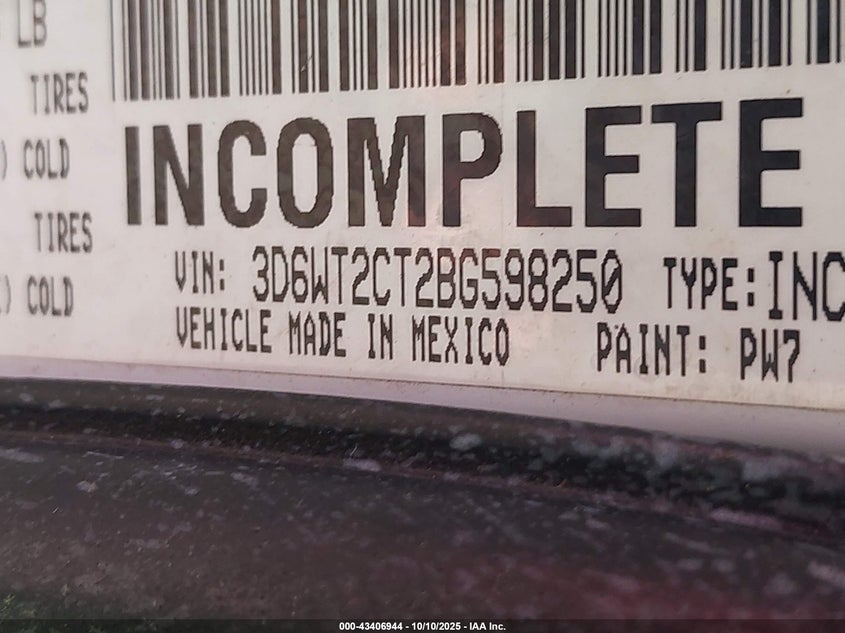 LB
TIRES
) COLD
TIRES
) COLD
INCOMPLETE
VIN: 3D6WT2CT2BG598250 TYPE: INC
VEHICLE MADE IN MEXICO PAINT: PW7
000-43406944 - 10/10/2025 - IAA Inc.